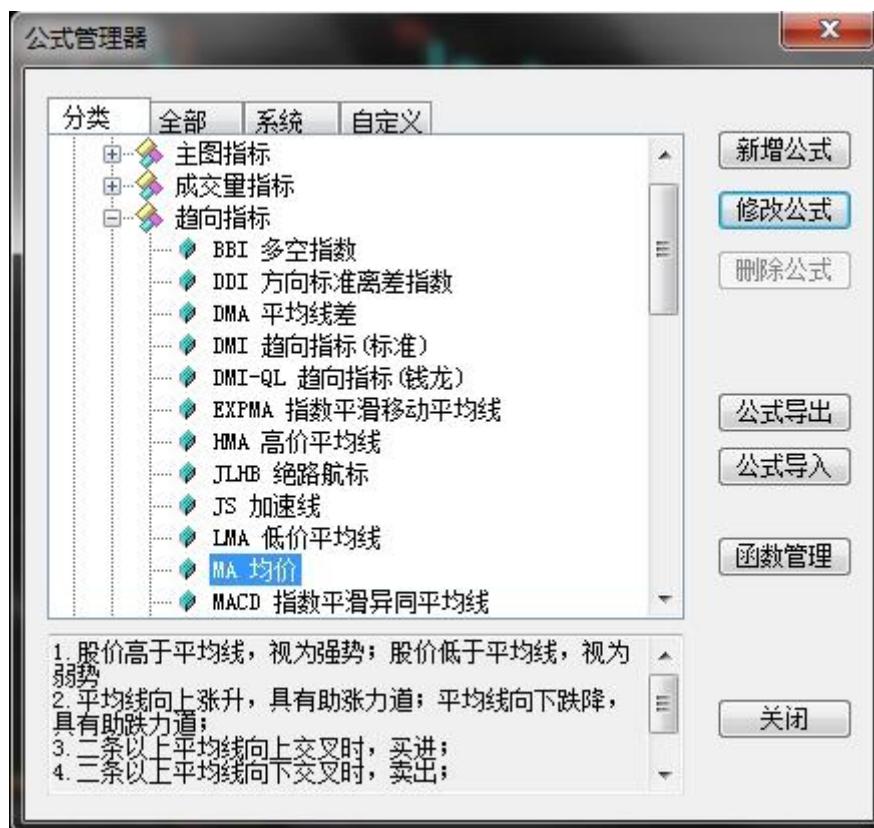 公式管理器
分类 全部 系统 自定义
主图指标
成交量指标
趋向指标
BBI 多空指数
DDI 方向标准离差指数
DMA 平均线差
DMI 趋向指标(标准)
DMI-QL 趋向指标(钱龙)
EXPMA 指数平滑移动平均线
HMA 高价平均线
JLHB 绝路航标
JS 加速线
LMA 低价平均线
MA 均价
MACD 指数平滑异同平均线
新增公式
修改公式
删除公式
公式导出
公式导入
函数管理
关闭
1.股价高于平均线，视为强势；股价低于平均线，视为
弱势
2.平均线向上涨升，具有助涨力道；平均线向下跌降，
具有助跌力道；
3.二条以上平均线向上交叉时，买进；
4.二条以上平均线向下交叉时，卖出；